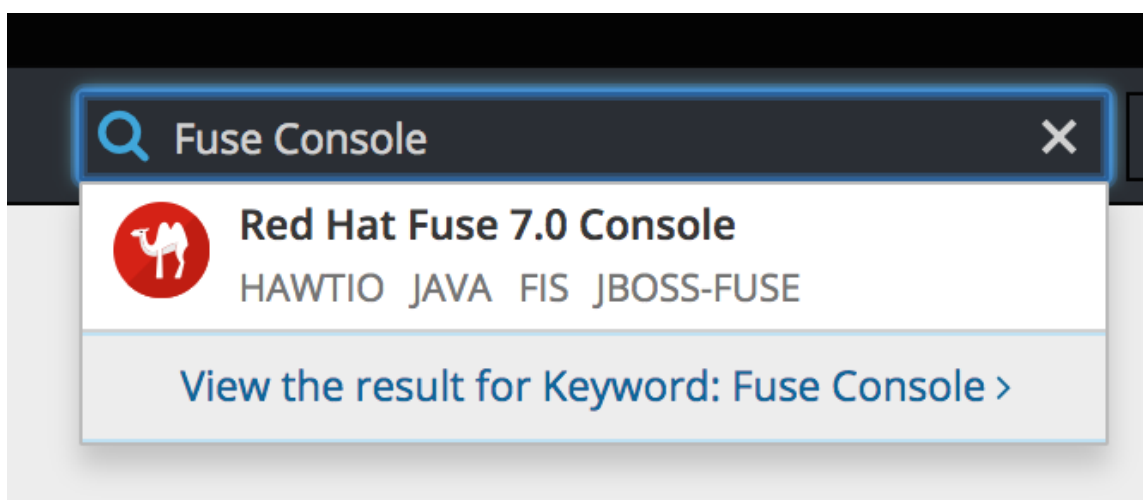 Fuse Console
Red Hat Fuse 7.0 Console
HAWTIO JAVA FIS JBOSS-FUSE
View the result for Keyword: Fuse Console >